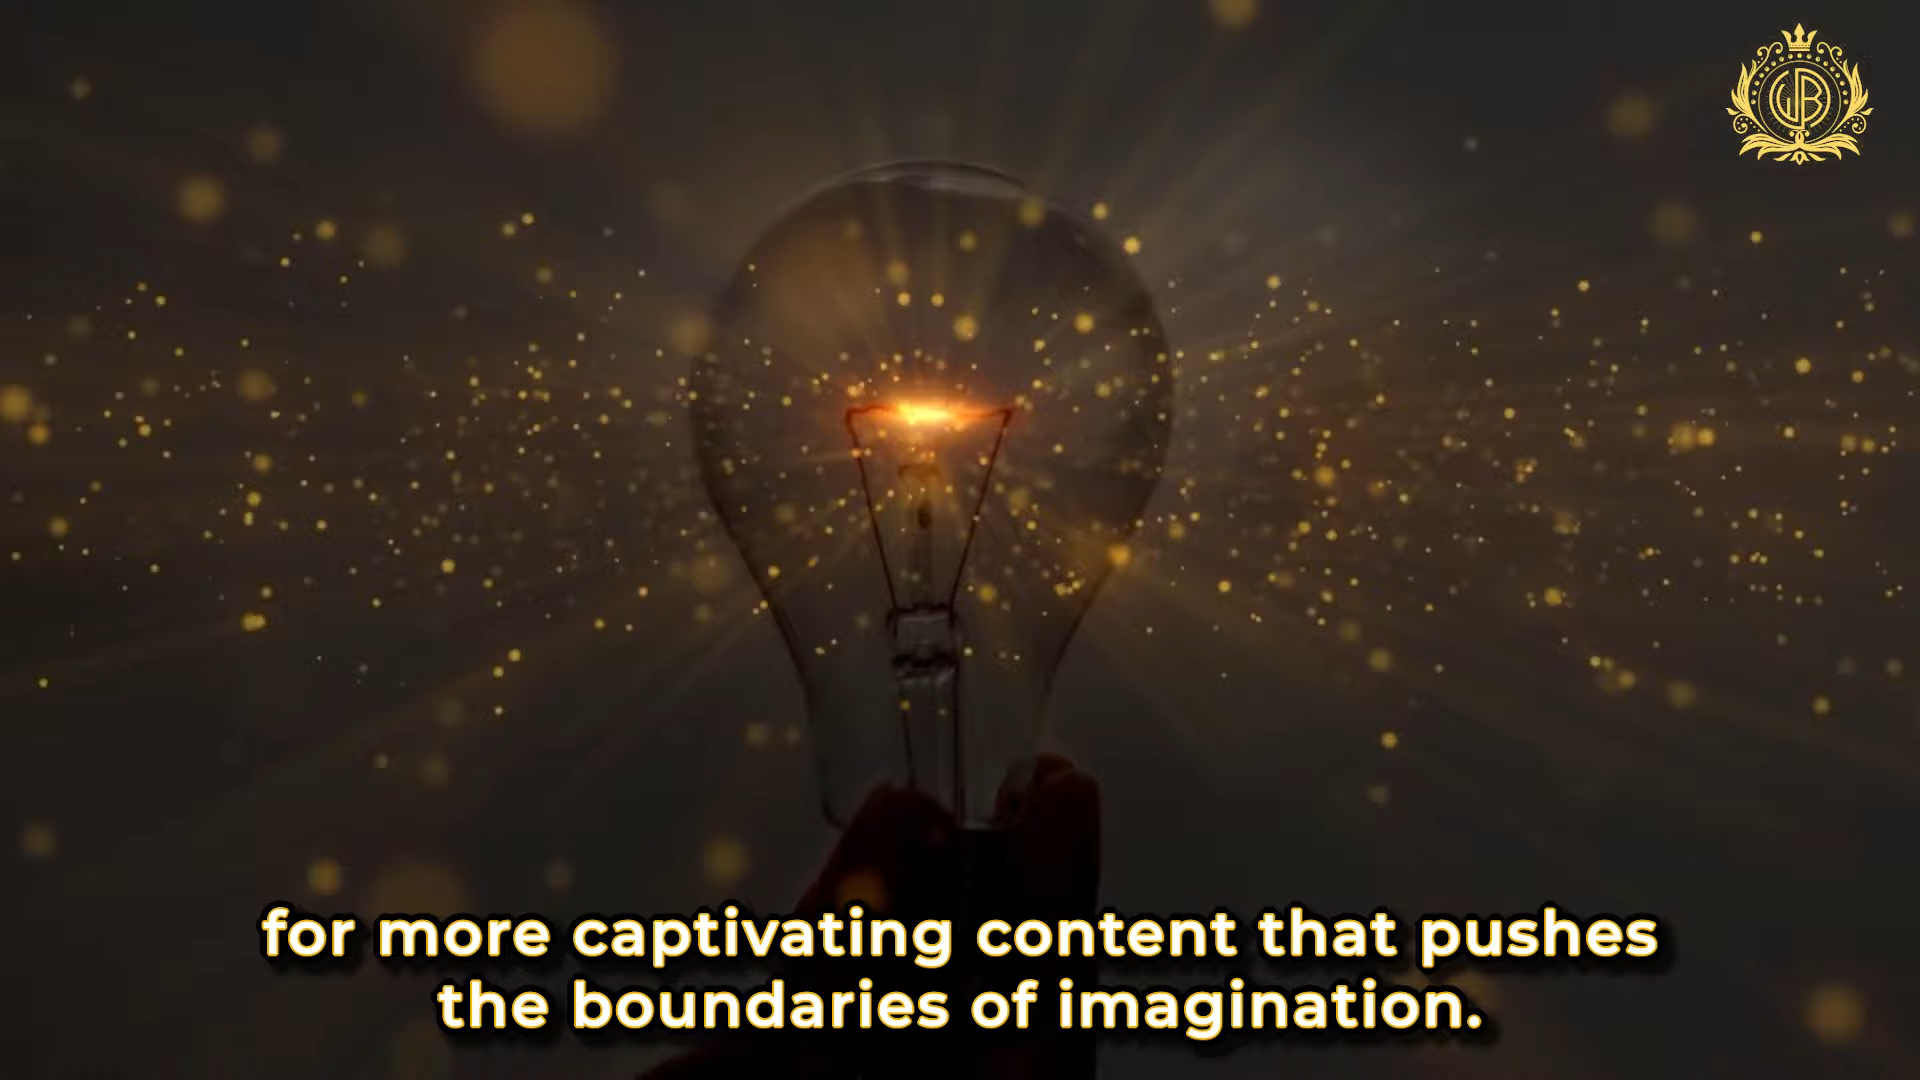 for more captivating content that pushes
the boundaries of imagination.